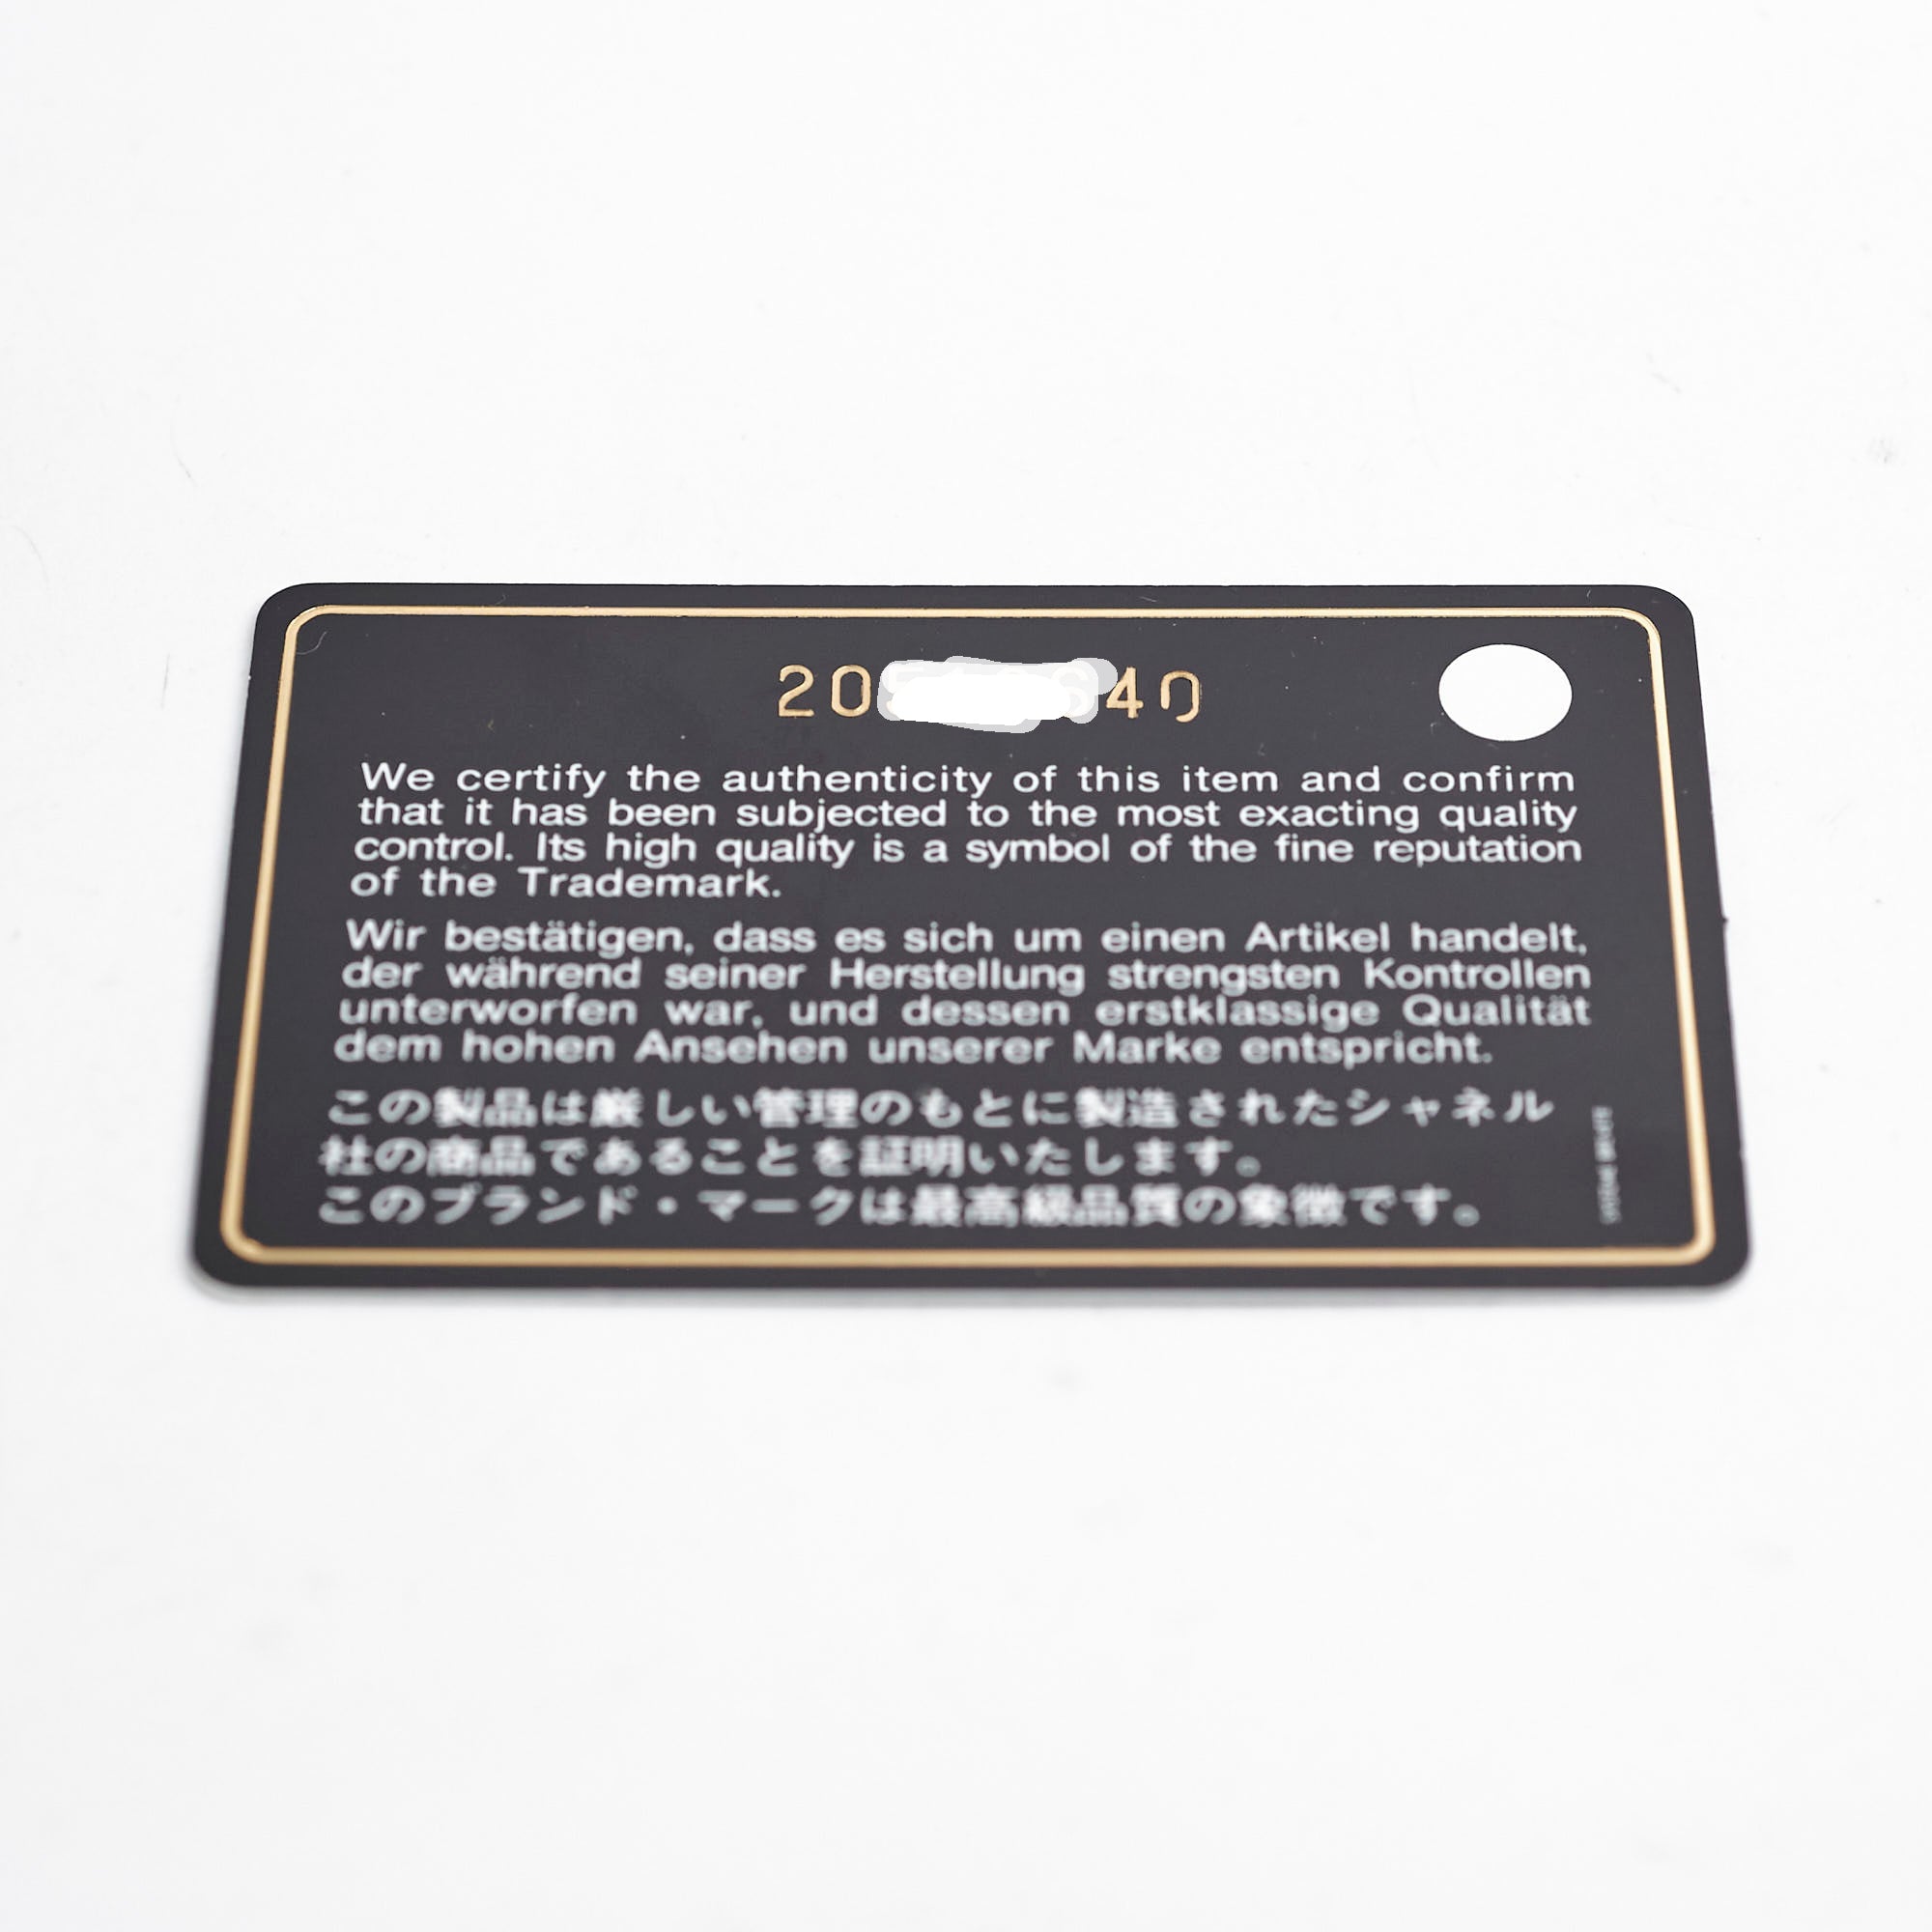 20 40
We certify the authenticity of this item and confirm
that it has been subjected to the most exacting quality
control. Its high quality is a symbol of the fine reputation
of the Trademark.
Wir bestätigen, dass es sich um einen Artikel handelt,
der während seiner Herstellung strengsten Kontrollen
unterworfen war, und dessen erstklassige Qualität
dem hohen Ansehen unserer Marke entspricht.
この製品は厳しい管理のもとに製造されたシャネル
社の商品であることを証明いたします。
このブランド・マークは最高級品質の象徴です。